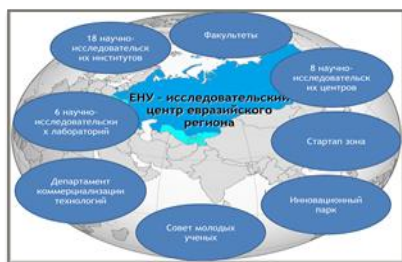 18 научно-
исследовательск
их институтов
Факультеты
8 научно-
исследовательск
их центров
ЕНУ - исследовательский
центр евразийского
региона
6 научно-
исследовательски
х лабораторий
Стартап зона
Департамент
коммерциализации
технологий
Инновационный
парк
Совет молодых
ученых